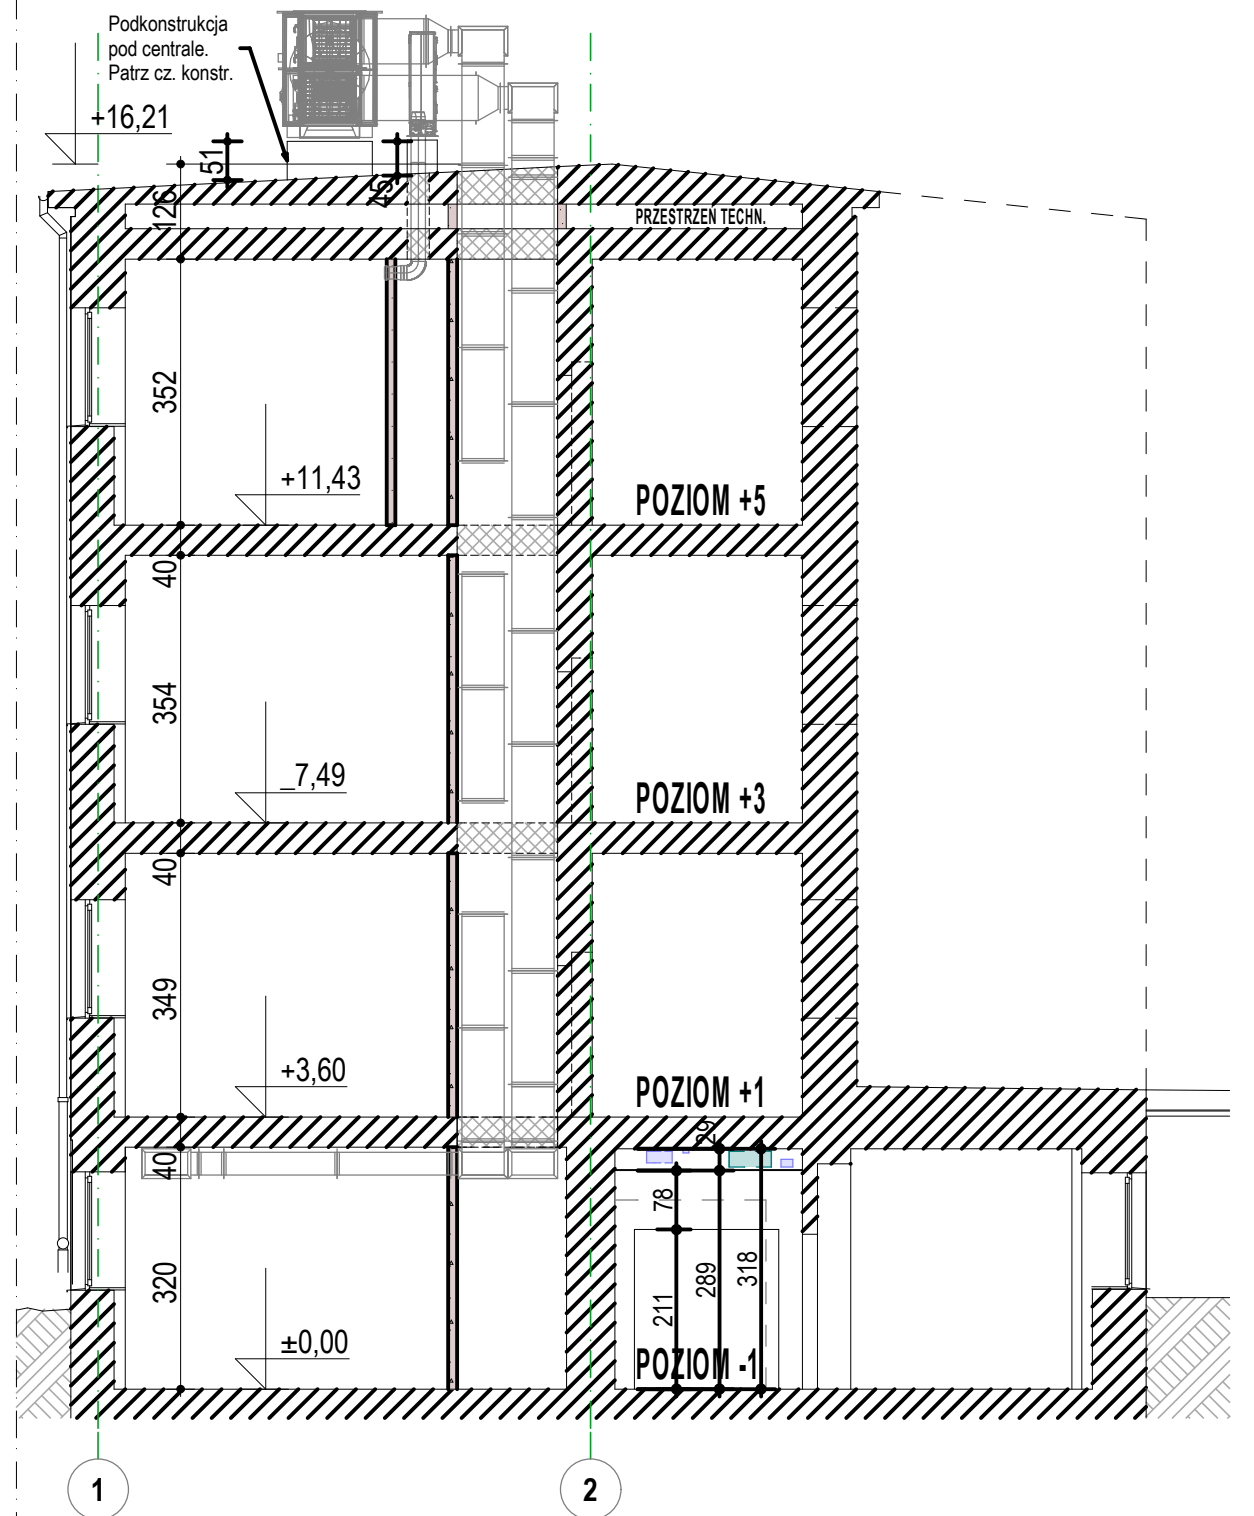 Podkonstrukcja
pod centrale.
Patrz cz. konstr.
+16,21
51
45
126
PRZESTRZEŃ TECHN.
352
+11,43
POZIOM +5
40
354
_7,49
POZIOM +3
40
349
+3,60
POZIOM +1
29
40
78
320
211
289
318
±0,00
POZIOM -1
1
2